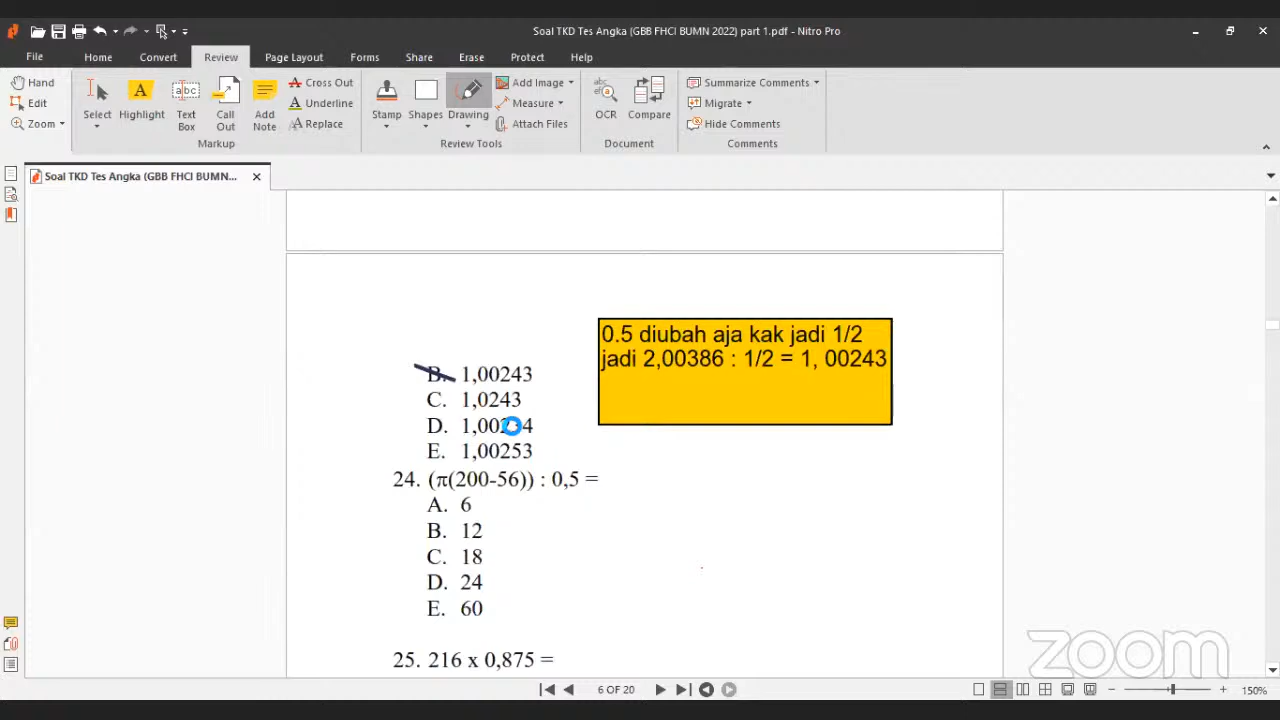 Soal TKD Tes Angka (GBB FHCI BUMN 2022) part 1.pdf - Nitro Pro
File Home Convert Review Page Layout Forms Share Erase Protect Help
Hand
Edit
Zoom
Select
Highlight
Text Box
Call Out
Add Note
Cross Out
Underline
Replace
Markup
Stamp
Shapes
Drawing
Add Image
Measure
Attach Files
Review Tools
OCR
Compare
Document
Summarize Comments
Migrate
Hide Comments
Comments
Soal TKD Tes Angka (GBB FHCI BUMN...
0.5 diubah aja kak jadi 1/2
jadi 2,00386 : 1/2 = 1, 00243
B. 1,00243
C. 1,0243
D.
E. 1,00253
24. (π(200-56)) : 0,5 =
A. 6
B. 12
C. 18
D. 24
E. 60
25. 216 x 0,875 =
zoom
6 OF 20
150%